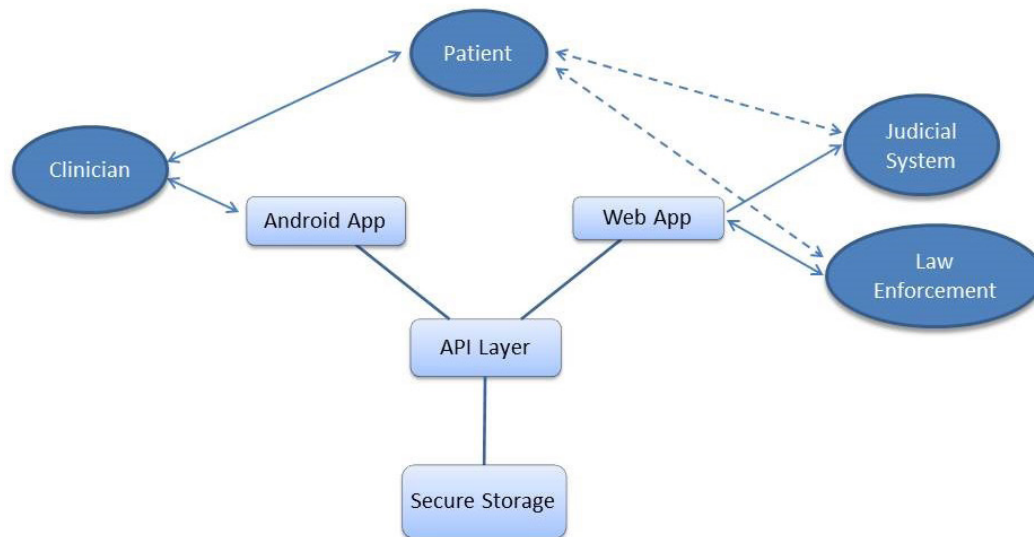 Patient
Judicial
System
Clinician
Android App
Web App
Law
Enforcement
API Layer
Secure Storage